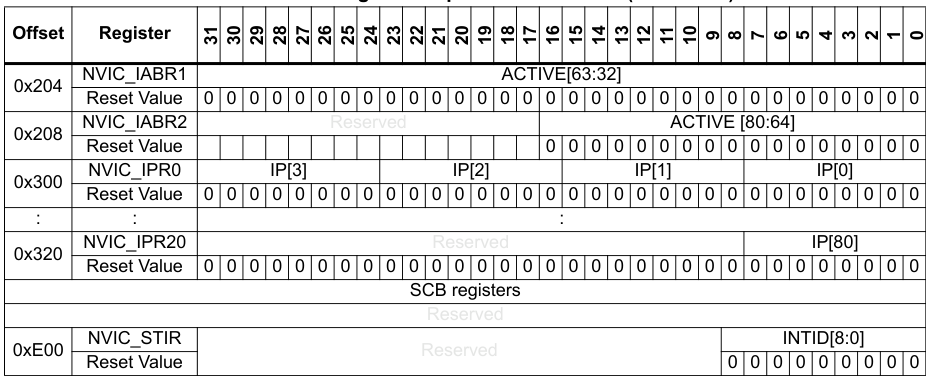 Offset Register 31 30 29 28 27 26 25 24 23 22 21 20 19 18 17 16 15 14 13 12 11 10 9 8 7 6 5 4 3 2 1 0
0x204 NVIC_IABR1 ACTIVE[63:32]
Reset Value 0 0 0 0 0 0 0 0 0 0 0 0 0 0 0 0 0 0 0 0 0 0 0 0 0 0 0 0 0 0 0 0
0x208 NVIC_IABR2 Reserved ACTIVE [80:64]
Reset Value 0 0 0 0 0 0 0 0 0 0 0 0 0 0 0 0 0
0x300 NVIC_IPR0 IP[3] IP[2] IP[1] IP[0]
Reset Value 0 0 0 0 0 0 0 0 0 0 0 0 0 0 0 0 0 0 0 0 0 0 0 0 0 0 0 0 0 0 0 0
: : :
0x320 NVIC_IPR20 Reserved IP[80]
Reset Value 0 0 0 0 0 0 0 0 0 0 0 0 0 0 0 0 0 0 0 0 0 0 0 0 0 0 0 0 0 0 0 0
SCB registers
Reserved
0xE00 NVIC_STIR Reserved INTID[8:0]
Reset Value 0 0 0 0 0 0 0 0 0